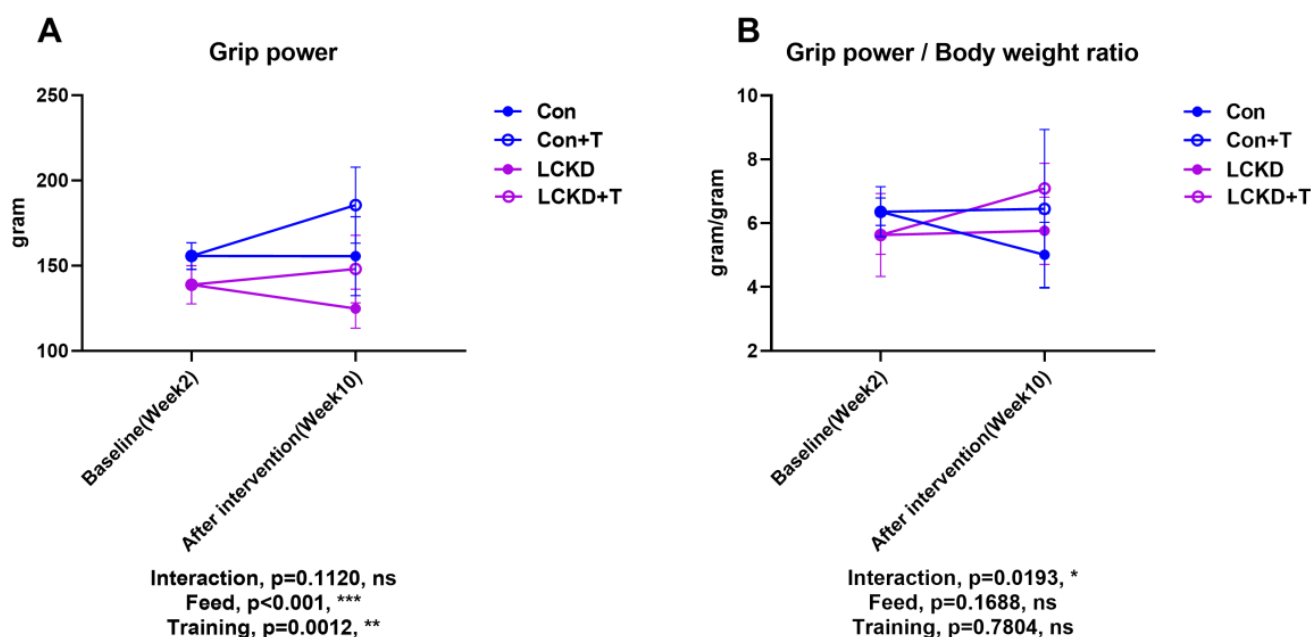 A
Grip power
250
200
150
100
gram
Con
Con+T
LCKD
LCKD+T
Baseline(Week2)
After intervention(Week10)
Interaction, p=0.1120, ns
Feed, p<0.001, ***
Training, p=0.0012, **
B
Grip power / Body weight ratio
10
8
6
4
2
gram/gram
Con
Con+T
LCKD
LCKD+T
Baseline(Week2)
After intervention(Week10)
Interaction, p=0.0193, *
Feed, p=0.1688, ns
Training, p=0.7804, ns